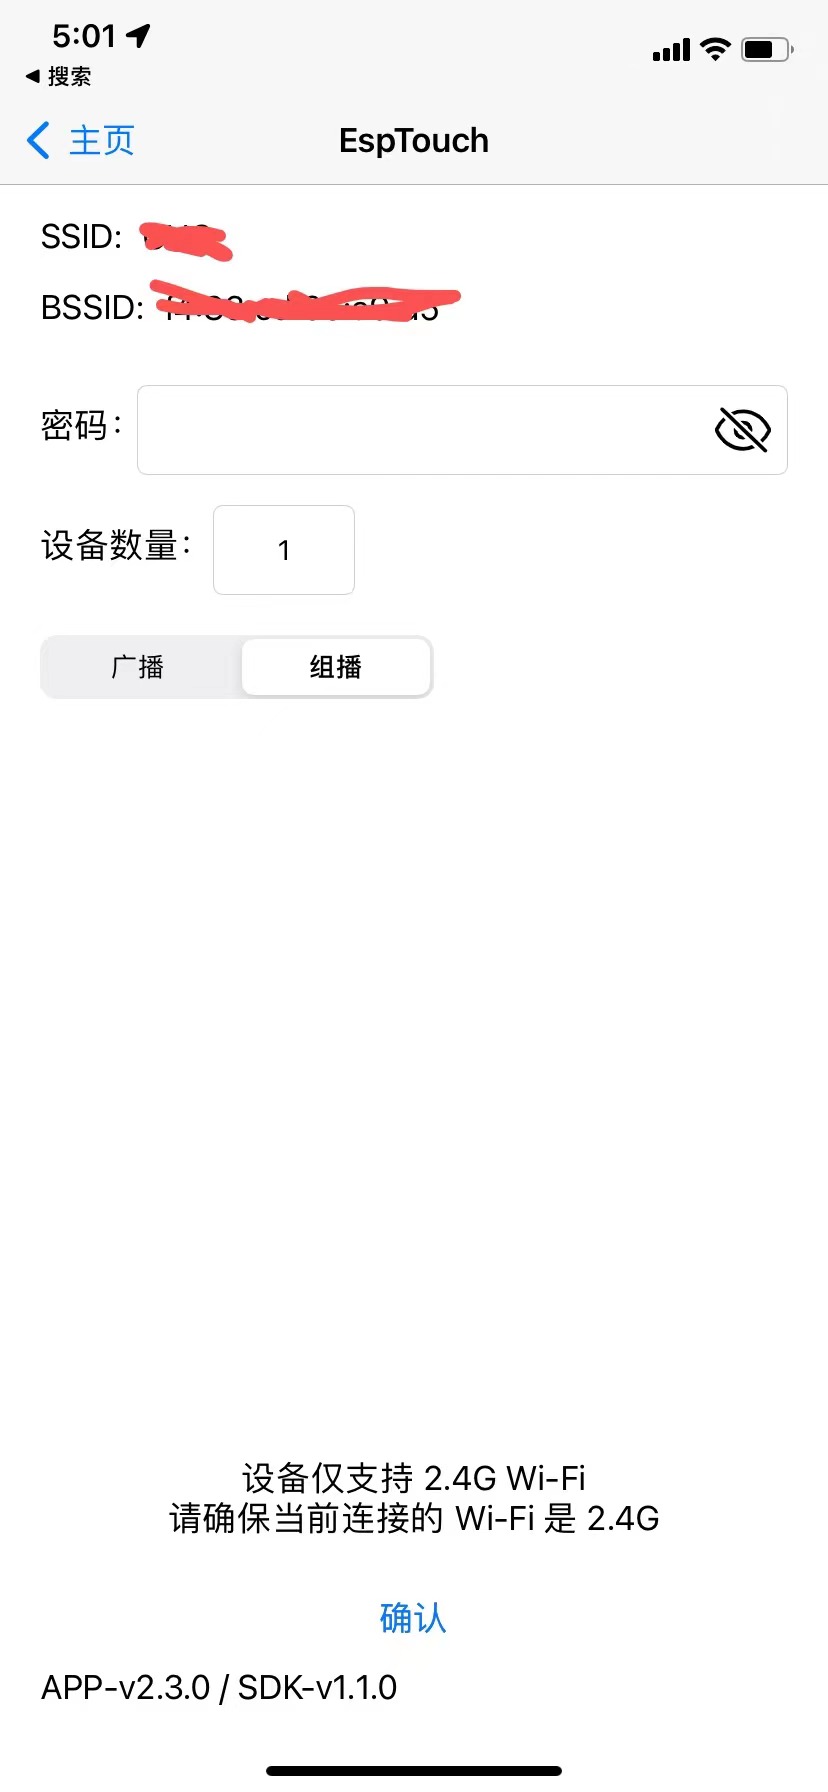 5:01
搜索
主页
EspTouch
SSID:
BSSID:
密码：
设备数量：
1
广播 组播
设备仅支持 2.4G Wi-Fi
请确保当前连接的 Wi-Fi 是 2.4G
确认
APP-v2.3.0 / SDK-v1.1.0